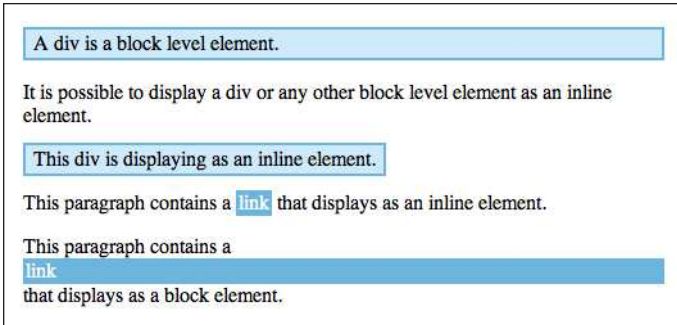 A div is a block level element.
It is possible to display a div or any other block level element as an inline
element.
This div is displaying as an inline element.
This paragraph contains a link that displays as an inline element.
This paragraph contains a
link
that displays as a block element.